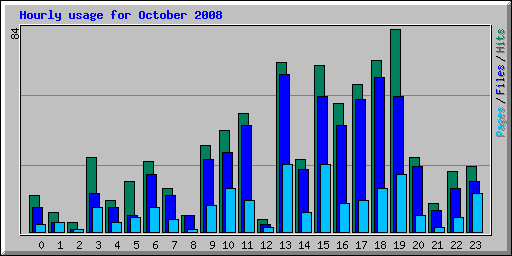 Hourly usage for October 2008
84
Pages/Files/Hits
0 1 2 3 4 5 6 7 8 9 10 11 12 13 14 15 16 17 18 19 20 21 22 23